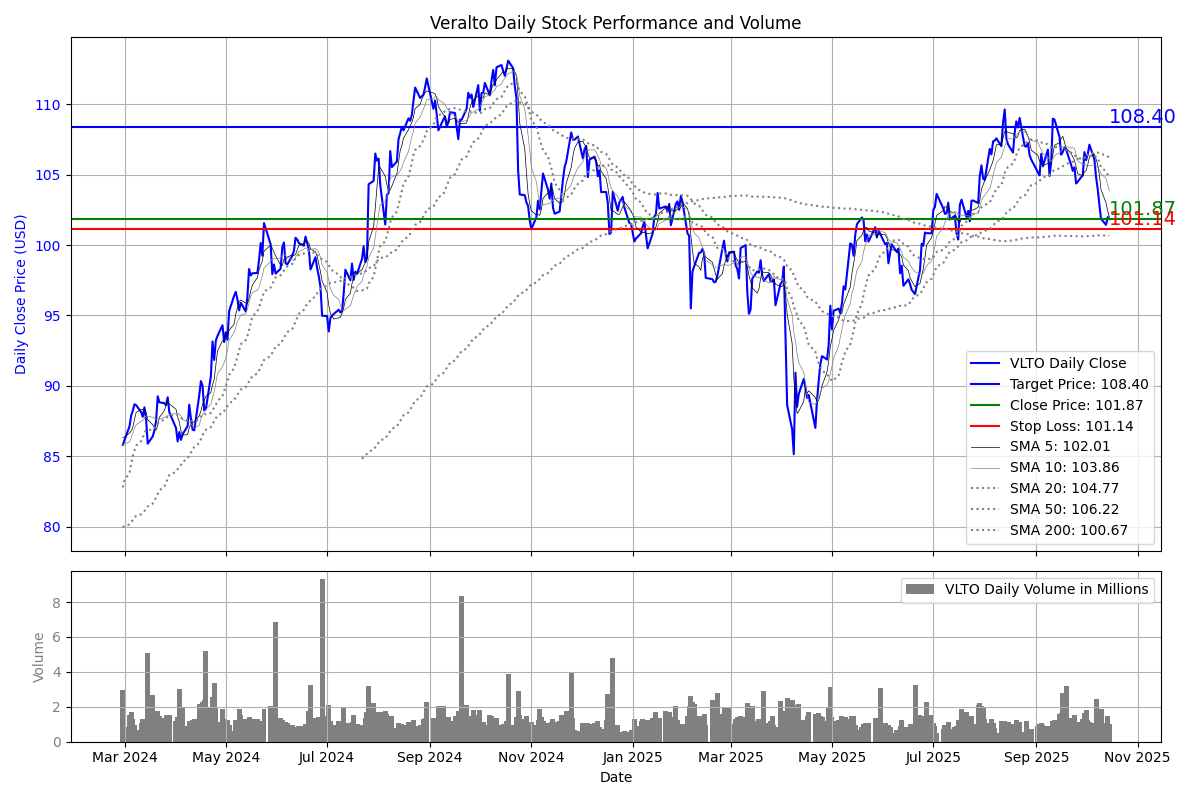 Veralto Daily Stock Performance and Volume
Daily Close Price (USD)
110
105
100
95
90
85
80
108.40
101.87
101.14
VLTO Daily Close
Target Price: 108.40
Close Price: 101.87
Stop Loss: 101.14
SMA 5: 102.01
SMA 10: 103.86
SMA 20: 104.77
SMA 50: 106.22
SMA 200: 100.67
Volume
8
6
4
2
0
VLTO Daily Volume in Millions
Mar 2024 May 2024 Jul 2024 Sep 2024 Nov 2024 Jan 2025 Mar 2025 May 2025 Jul 2025 Sep 2025 Nov 2025
Date